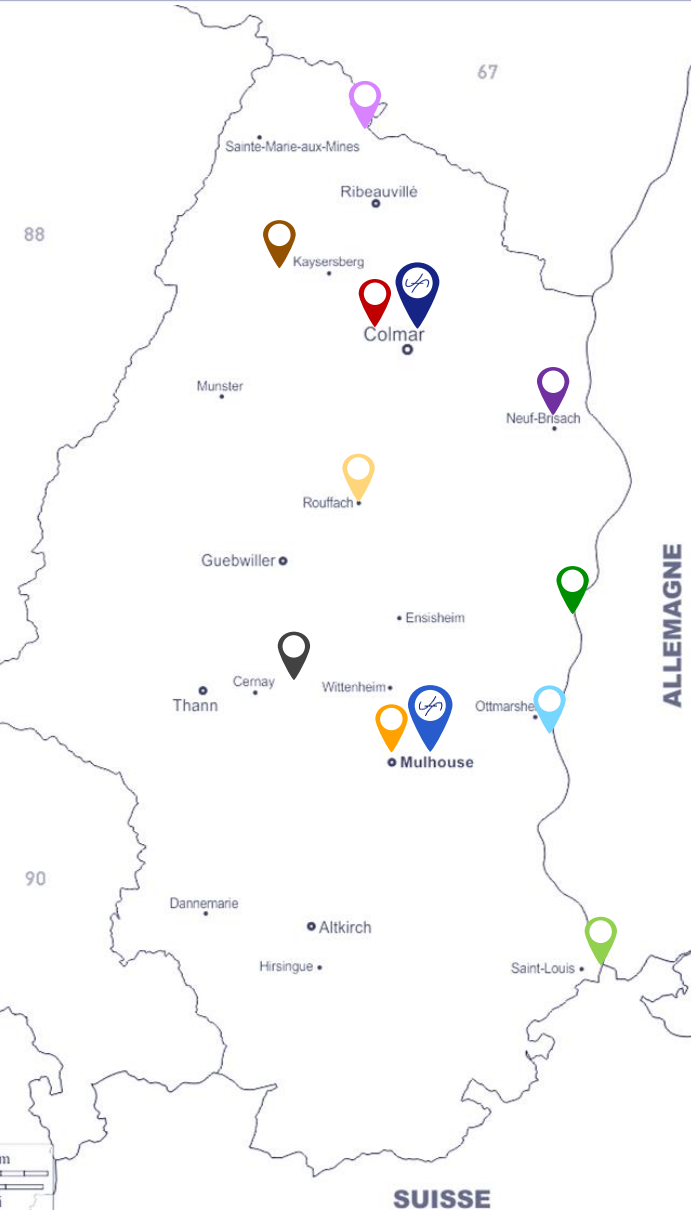 67
Sainte-Marie-aux-Mines
Ribeauvillé
88
Kaysersberg
Colmar
Munster
Neuf-Brisach
Rouffach
Guebwiller
ALLEMAGNE
Ensisheim
Cernay
Wittenheim
Thann
Ottmarshe
Mulhouse
90
Dannemarie
Altkirch
Hirsingue
Saint-Louis
m
i
SUISSE